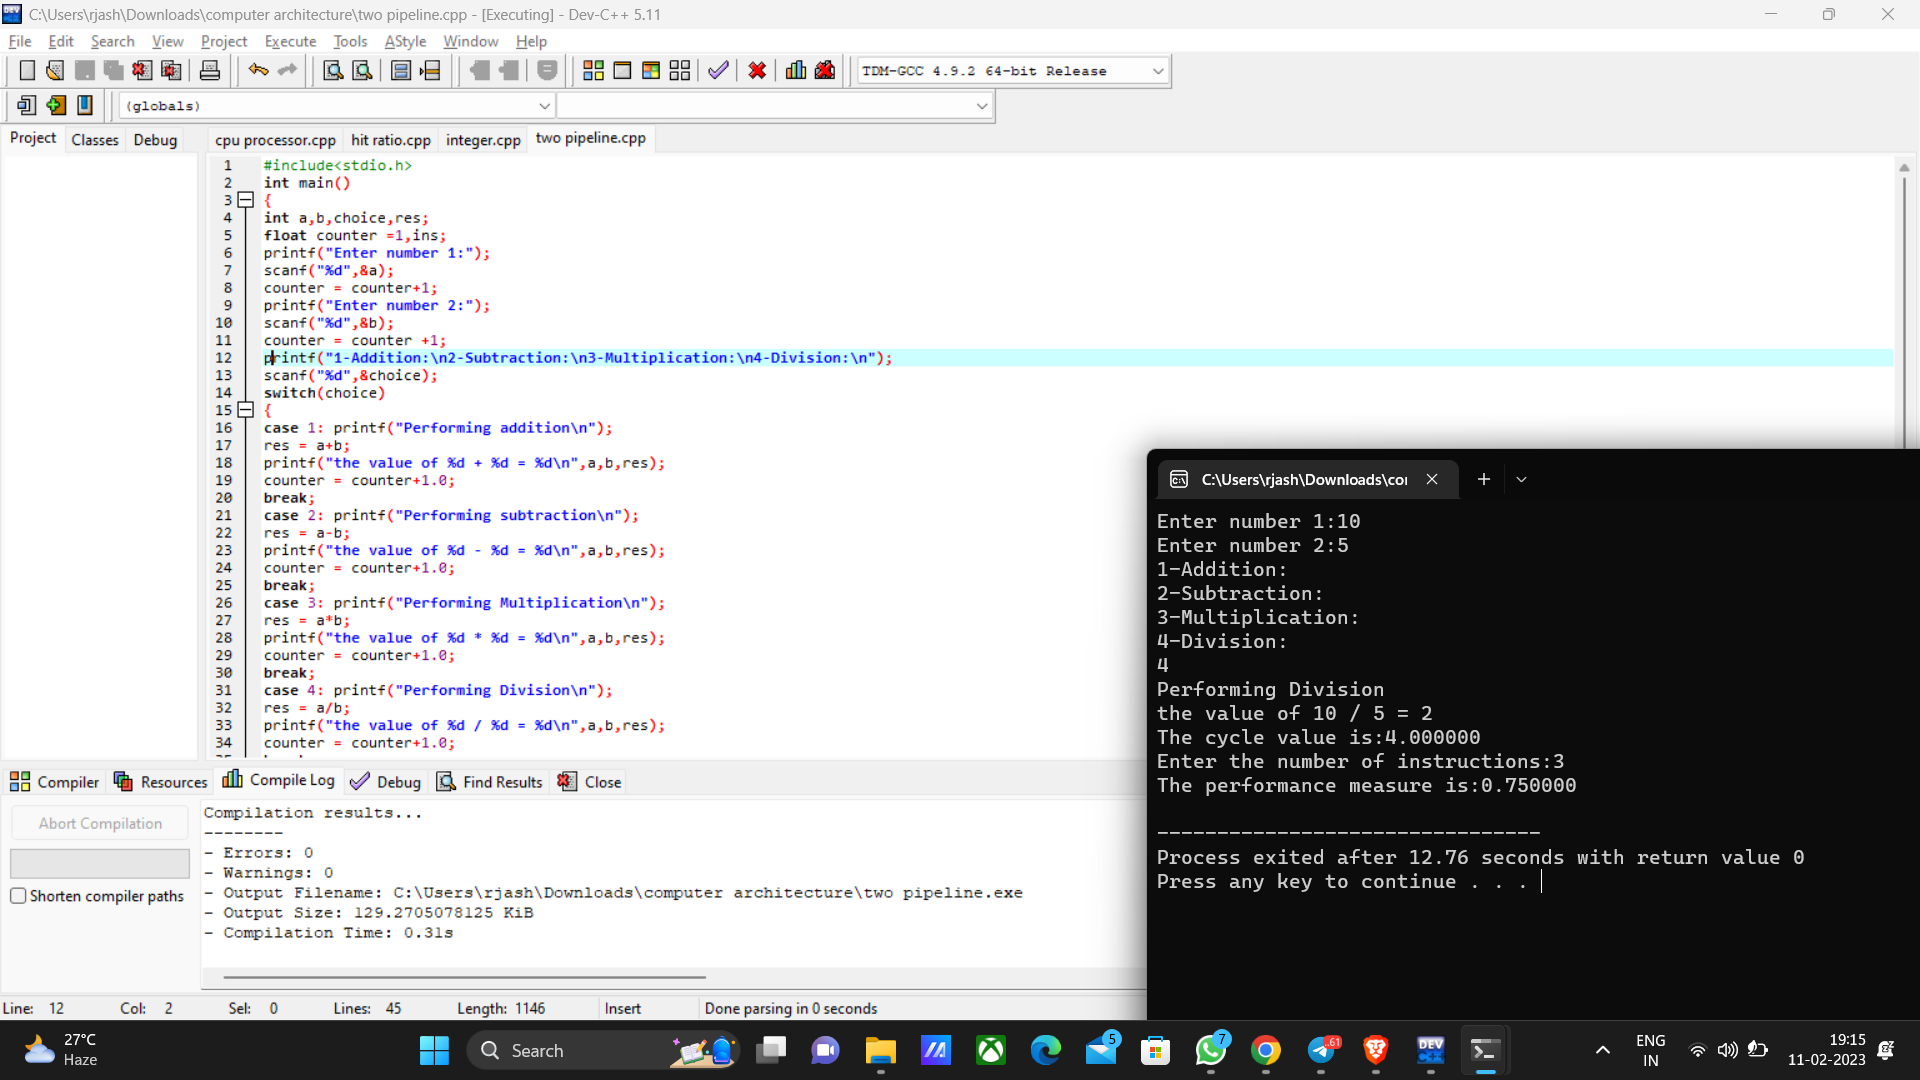 C:\Users\rjash\Downloads\computer architecture\two pipeline.cpp - [Executing] - Dev-C++ 5.11
File Edit Search View Project Execute Tools AStyle Window Help
TDM-GCC 4.9.2 64-bit Release
(globals)
Project Classes Debug cpu processor.cpp hit ratio.cpp integer.cpp two pipeline.cpp
1 #include<stdio.h>
2 int main()
3 {
4 int a,b,choice,res;
5 float counter =1,ins;
6 printf("Enter number 1:");
7 scanf("%d",&a);
8 counter = counter+1;
9 printf("Enter number 2:");
10 scanf("%d",&b);
11 counter = counter +1;
12 printf("1-Addition:\n2-Subtraction:\n3-Multiplication:\n4-Division:\n");
13 scanf("%d",&choice);
14 switch(choice)
15 {
16 case 1: printf("Performing addition\n");
17 res = a+b;
18 printf("the value of %d + %d = %d\n",a,b,res);
19 counter = counter+1.0;
20 break;
21 case 2: printf("Performing subtraction\n");
22 res = a-b;
23 printf("the value of %d - %d = %d\n",a,b,res);
24 counter = counter+1.0;
25 break;
26 case 3: printf("Performing Multiplication\n");
27 res = a*b;
28 printf("the value of %d * %d = %d\n",a,b,res);
29 counter = counter+1.0;
30 break;
31 case 4: printf("Performing Division\n");
32 res = a/b;
33 printf("the value of %d / %d = %d\n",a,b,res);
34 counter = counter+1.0;
C:\Users\rjash\Downloads\co
Enter number 1:10
Enter number 2:5
1-Addition:
2-Subtraction:
3-Multiplication:
4-Division:
4
Performing Division
the value of 10 / 5 = 2
The cycle value is:4.000000
Enter the number of instructions:3
The performance measure is:0.750000
--------------------------------
Process exited after 12.76 seconds with return value 0
Press any key to continue . . .
Compiler Resources Compile Log Debug Find Results Close
Abort Compilation
Shorten compiler paths
Compilation results...
--------
- Errors: 0
- Warnings: 0
- Output Filename: C:\Users\rjash\Downloads\computer architecture\two pipeline.exe
- Output Size: 129.2705078125 KiB
- Compilation Time: 0.31s
Line: 12 Col: 2 Sel: 0 Lines: 45 Length: 1146 Insert Done parsing in 0 seconds
27°C
Haze
Search
5
7
61
DEV
C++
ENG
IN
19:15
11-02-2023